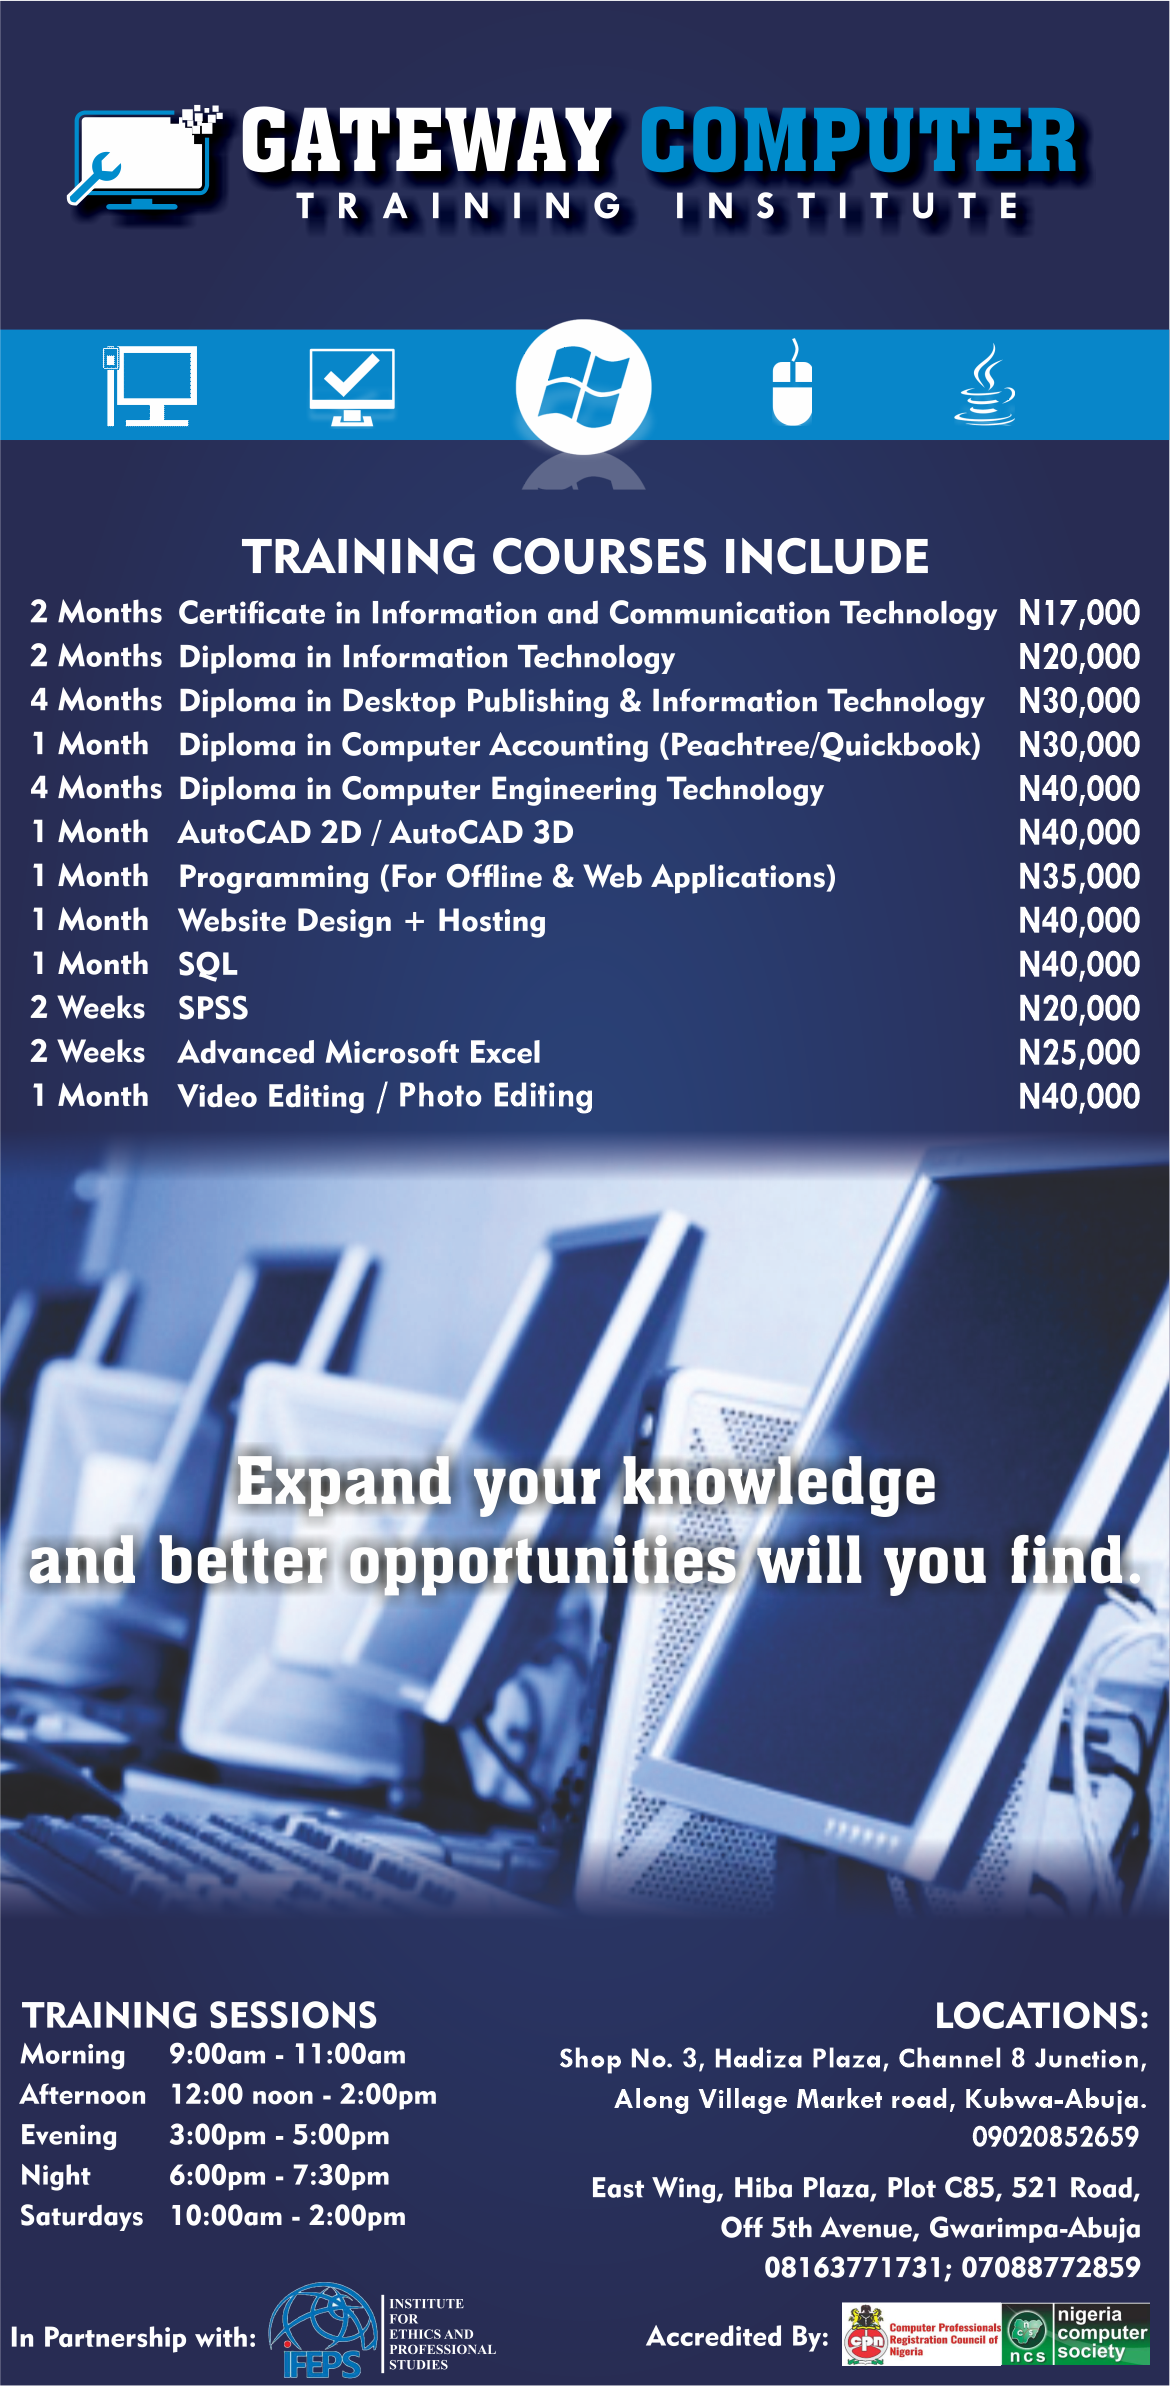 GATEWAY COMPUTER
TRAINING INSTITUTE
TRAINING COURSES INCLUDE
2 Months Certificate in Information and Communication Technology N17,000
2 Months Diploma in Information Technology N20,000
4 Months Diploma in Desktop Publishing & Information Technology N30,000
1 Month Diploma in Computer Accounting (Peachtree/Quickbook) N30,000
4 Months Diploma in Computer Engineering Technology N40,000
1 Month AutoCAD 2D / AutoCAD 3D N40,000
1 Month Programming (For Offline & Web Applications) N35,000
1 Month Website Design + Hosting N40,000
1 Month SQL N40,000
2 Weeks SPSS N20,000
2 Weeks Advanced Microsoft Excel N25,000
1 Month Video Editing / Photo Editing N40,000
Expand your knowledge
and better opportunities will you find.
TRAINING SESSIONS
Morning 9:00am - 11:00am
Afternoon 12:00 noon - 2:00pm
Evening 3:00pm - 5:00pm
Night 6:00pm - 7:30pm
Saturdays 10:00am - 2:00pm
LOCATIONS:
Shop No. 3, Hadiza Plaza, Channel 8 Junction,
Along Village Market road, Kubwa-Abuja.
09020852659
East Wing, Hiba Plaza, Plot C85, 521 Road,
Off 5th Avenue, Gwarimpa-Abuja
08163771731; 07088772859
In Partnership with:
iFEPS
INSTITUTE
FOR
ETHICS AND
PROFESSIONAL
STUDIES
Accredited By:
cpn
Computer Professionals
Registration Council of
Nigeria
n c s
ncs
nigeria
computer
society